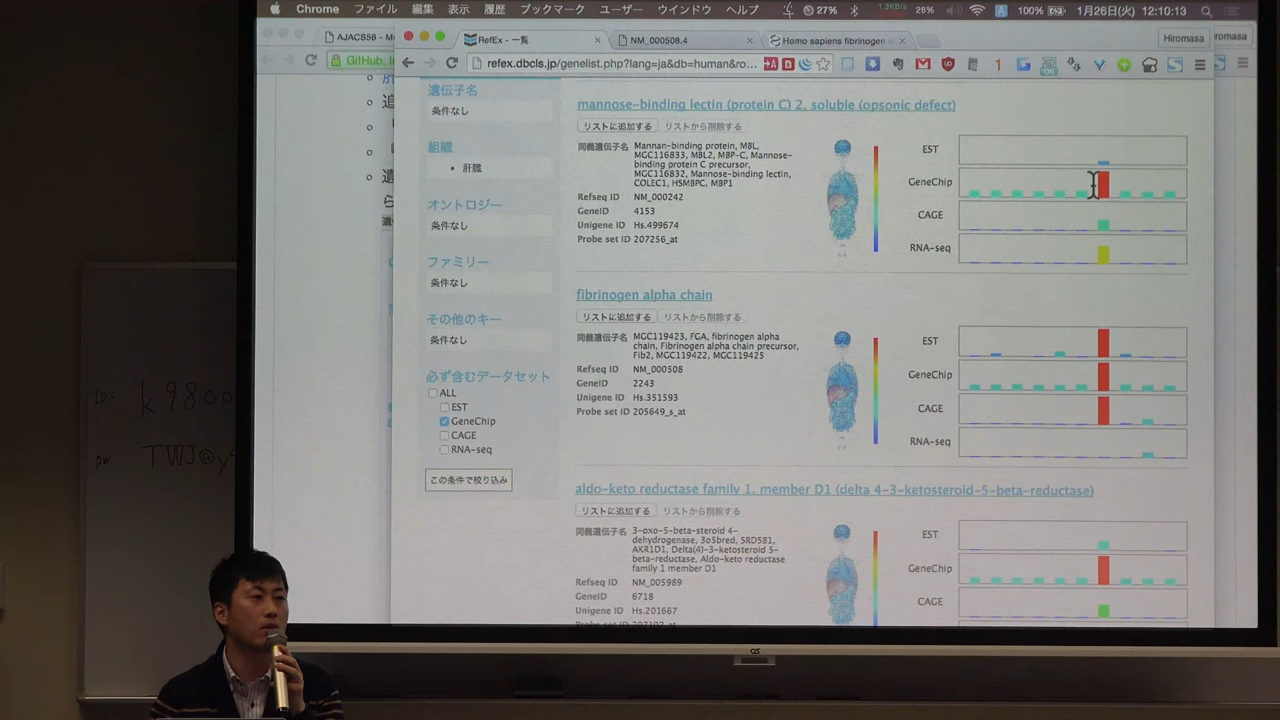 Chrome ファイル 編集 表示 履歴 ブックマーク ユーザー ウインドウ ヘルプ 27% 1.3KB/s 26% 100% 1月26日(火) 12:10:13
AJACS58 - M
RefEx - 一覧
NM_000508.4
Homo sapiens fibrinogen
Hiromasa
GitHub, I
refex.dbcls.jp/genelist.php?lang=ja&db=human&ro...
遺伝子名
条件なし
組織
肝臓
オントロジー
条件なし
ファミリー
条件なし
その他のキー
条件なし
必ず含むデータセット
ALL
EST
GeneChip
CAGE
RNA-seq
この条件で絞り込み
mannose-binding lectin (protein C) 2, soluble (opsonic defect)
リストに追加する リストから削除する
同義遺伝子名 Mannan-binding protein, MBL,
MGC116833, MBL2, MBP-C, Mannose-
binding protein C precursor,
MGC116832, Mannose-binding lectin,
COLEC1, HSMBPC, MBP1
Refseq ID NM_000242
GeneID 4153
Unigene ID Hs.499674
Probe set ID 207256_at
EST
GeneChip
CAGE
RNA-seq
fibrinogen alpha chain
リストに追加する リストから削除する
同義遺伝子名 MGC119423, FGA, fibrinogen alpha
chain, Fibrinogen alpha chain precursor,
Fib2, MGC119422, MGC119425
Refseq ID NM_000508
GeneID 2243
Unigene ID Hs.351593
Probe set ID 205649_s_at
EST
GeneChip
CAGE
RNA-seq
aldo-keto reductase family 1, member D1 (delta 4-3-ketosteroid-5-beta-reductase)
リストに追加する リストから削除する
同義遺伝子名 3-oxo-5-beta-steroid 4-
dehydrogenase, 3o5bred, SRD5B1,
AKR1D1, Delta(4)-3-ketosteroid 5-
beta-reductase, Aldo-keto reductase
family 1 member D1
Refseq ID NM_005989
GeneID 6718
Unigene ID Hs.201667
EST
GeneChip
CAGE
ID: k9800
PW: TWJ@y
OS